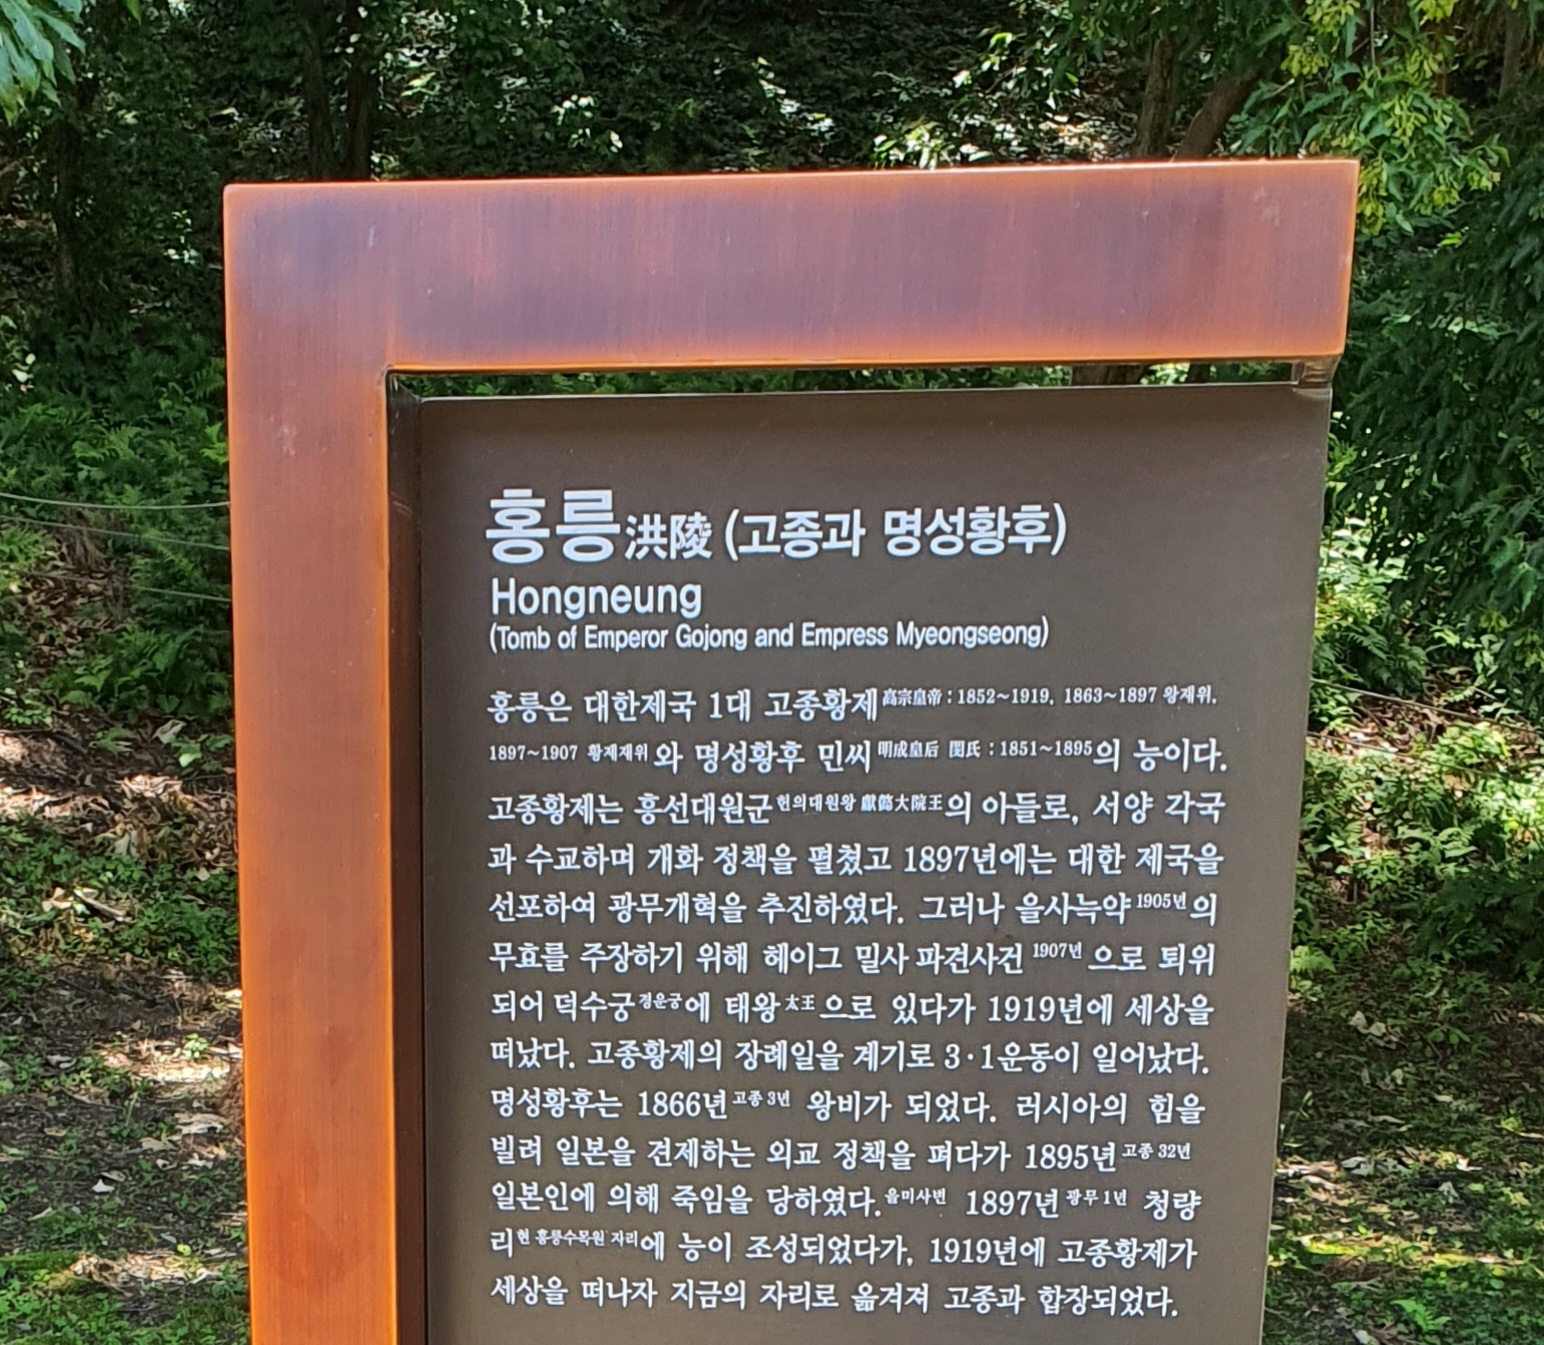 홍릉洪陵 (고종과 명성황후)
Hongneung
(Tomb of Emperor Gojong and Empress Myeongseong)
홍릉은 대한제국 1대 고종황제高宗皇帝 : 1852~1919, 1863~1897 왕재위,
1897~1907 황제재위와 명성황후 민씨明成皇后 閔氏 : 1851~1895의 능이다.
고종황제는 흥선대원군헌의대원왕 獻懿大院王의 아들로, 서양 각국
과 수교하며 개화 정책을 펼쳤고 1897년에는 대한 제국을
선포하여 광무개혁을 추진하였다. 그러나 을사늑약 1905년의
무효를 주장하기 위해 헤이그 밀사 파견사건 1907년 으로 퇴위
되어 덕수궁경운궁에 태왕太王으로 있다가 1919년에 세상을
떠났다. 고종황제의 장례일을 계기로 3·1운동이 일어났다.
명성황후는 1866년고종 3년 왕비가 되었다. 러시아의 힘을
빌려 일본을 견제하는 외교 정책을 펴다가 1895년고종 32년
일본인에 의해 죽임을 당하였다.을미사변 1897년 광무 1년 청량
리현 홍릉수목원 자리에 능이 조성되었다가, 1919년에 고종황제가
세상을 떠나자 지금의 자리로 옮겨져 고종과 합장되었다.